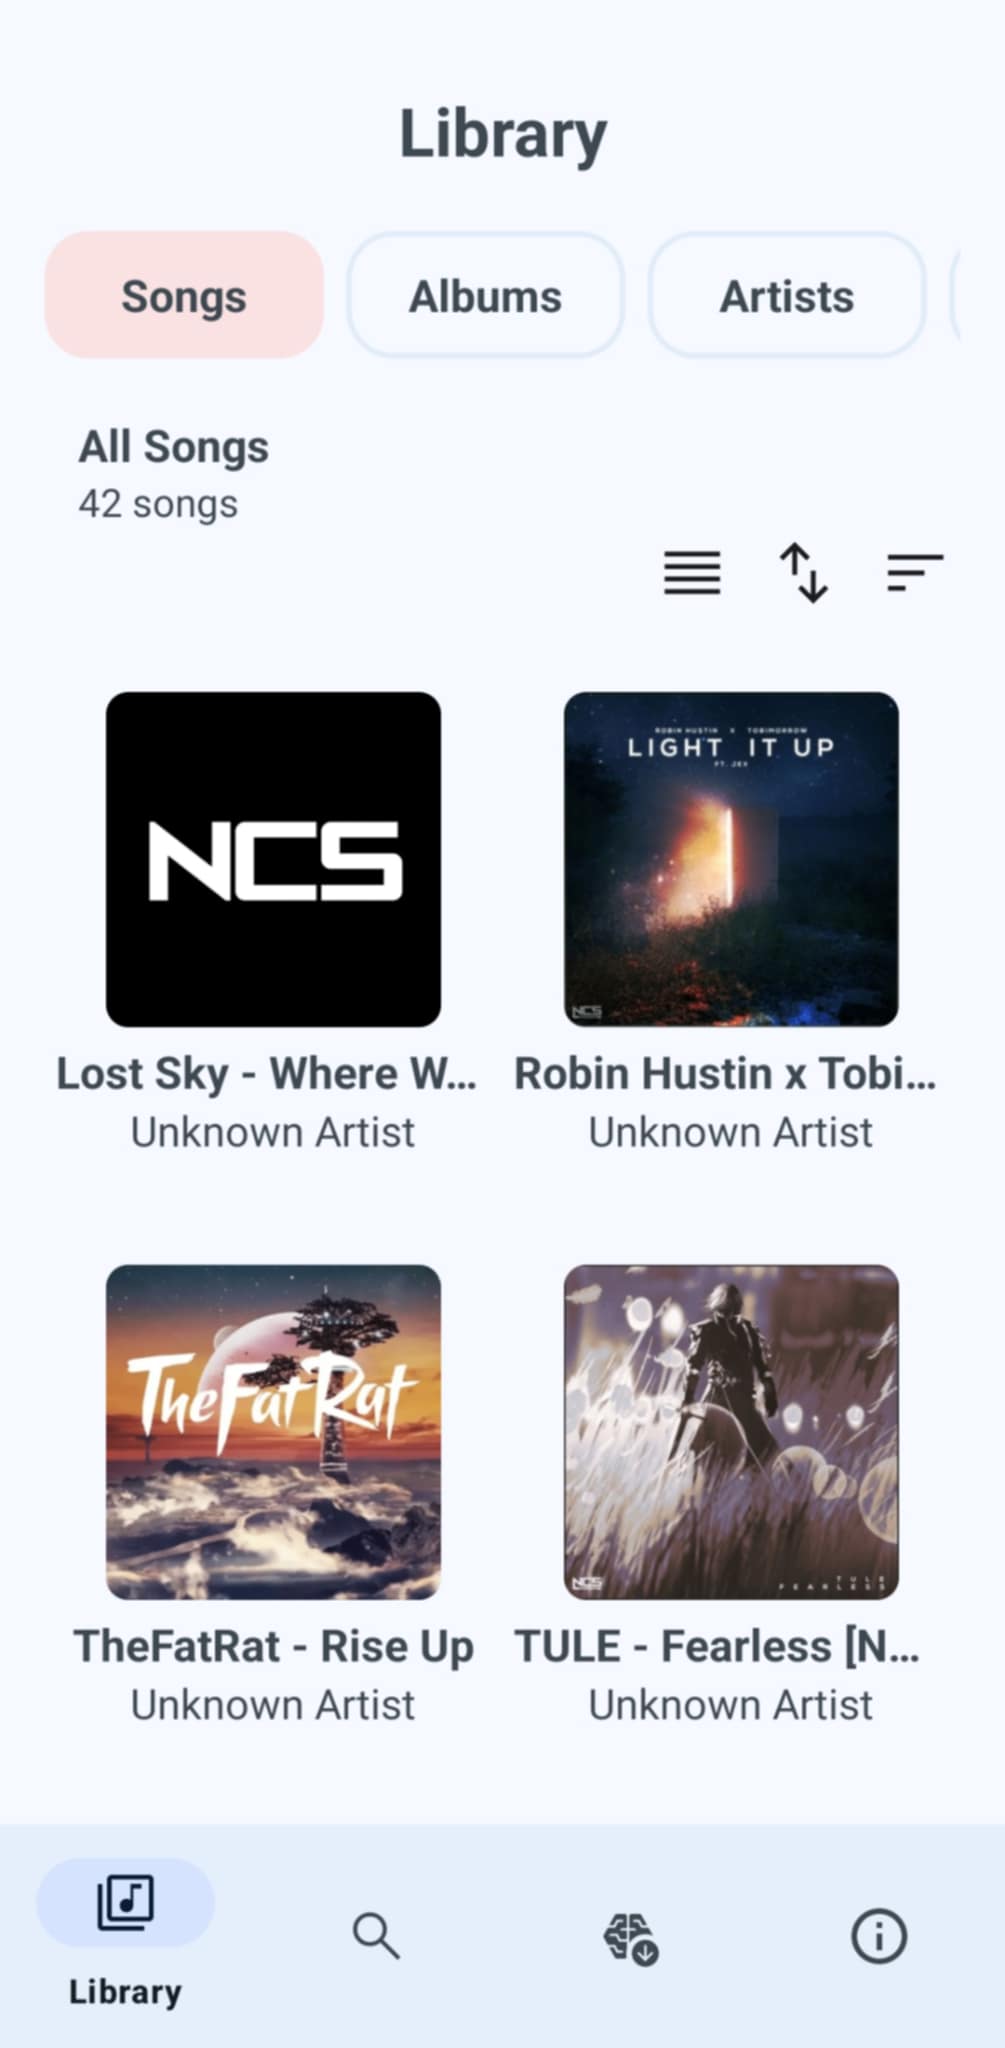 Library
Songs
Albums
Artists
All Songs
42 songs
NCS
ROBIN HUSTIN X TOBIMORROW
LIGHT IT UP
FT. JEX
NCS
Lost Sky - Where W...
Robin Hustin x Tobi...
Unknown Artist
Unknown Artist
TheFatRat
NCS
TULE
FEARLESS
TheFatRat - Rise Up
TULE - Fearless [N...
Unknown Artist
Unknown Artist
Library